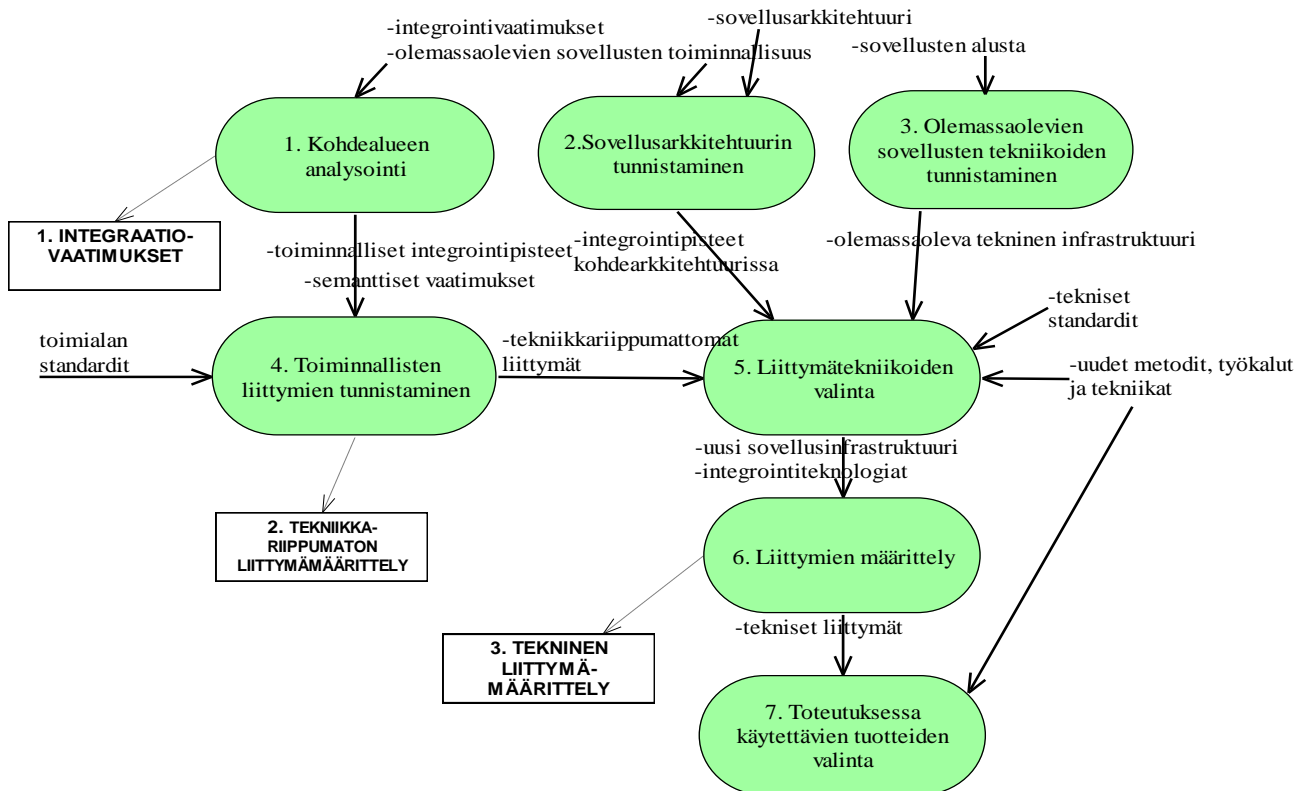 -integrointivaatimukset
-olemassaolevien sovellusten toiminnallisuus
-sovellusarkkitehtuuri
-sovellusten alusta
1. Kohdealueen
analysointi
2.Sovellusarkkitehtuurin
tunnistaminen
3. Olemassaolevien
sovellusten tekniikoiden
tunnistaminen
1. INTEGRAATIO-
VAATIMUKSET
-toiminnalliset integrointipisteet
-semanttiset vaatimukset
-integrointipisteet
kohdearkkitehtuurissa
-olemassaoleva tekninen infrastruktuuri
toimialan
standardit
4. Toiminnallisten
liittymien tunnistaminen
-tekniikkariippumattomat
liittymät
5. Liittymätekniikoiden
valinta
-tekniset
standardit
-uudet metodit, työkalut
ja tekniikat
-uusi sovellusinfrastruktuuri
-integrointiteknologiat
2. TEKNIIKKA-
RIIPPUMATON
LIITTYMÄMÄÄRITTELY
6. Liittymien määrittely
-tekniset liittymät
3. TEKNINEN
LIITTYMÄ-
MÄÄRITTELY
7. Toteutuksessa
käytettävien tuotteiden
valinta